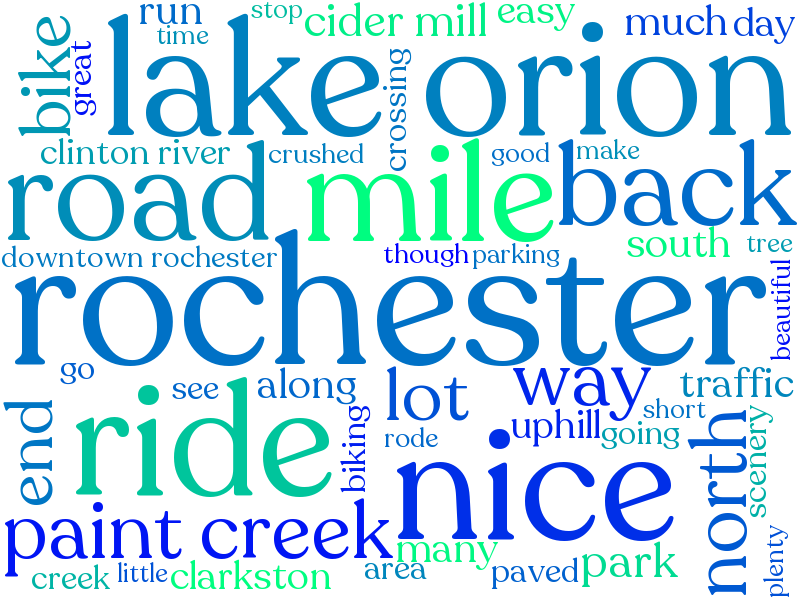 run
stop
cider mill
easy
much
day
time
bike
great
lake orion
crossing
clinton river
crushed
good
make
road
mile
back
downtown rochester
though
parking
south
tree
rochester
beautiful
go
see
along
lot
way
traffic
end
ride
biking
rode
uphill
short
going
north
scenery
nice
paint creek
many
creek
little
clarkston
area
paved
park
plenty